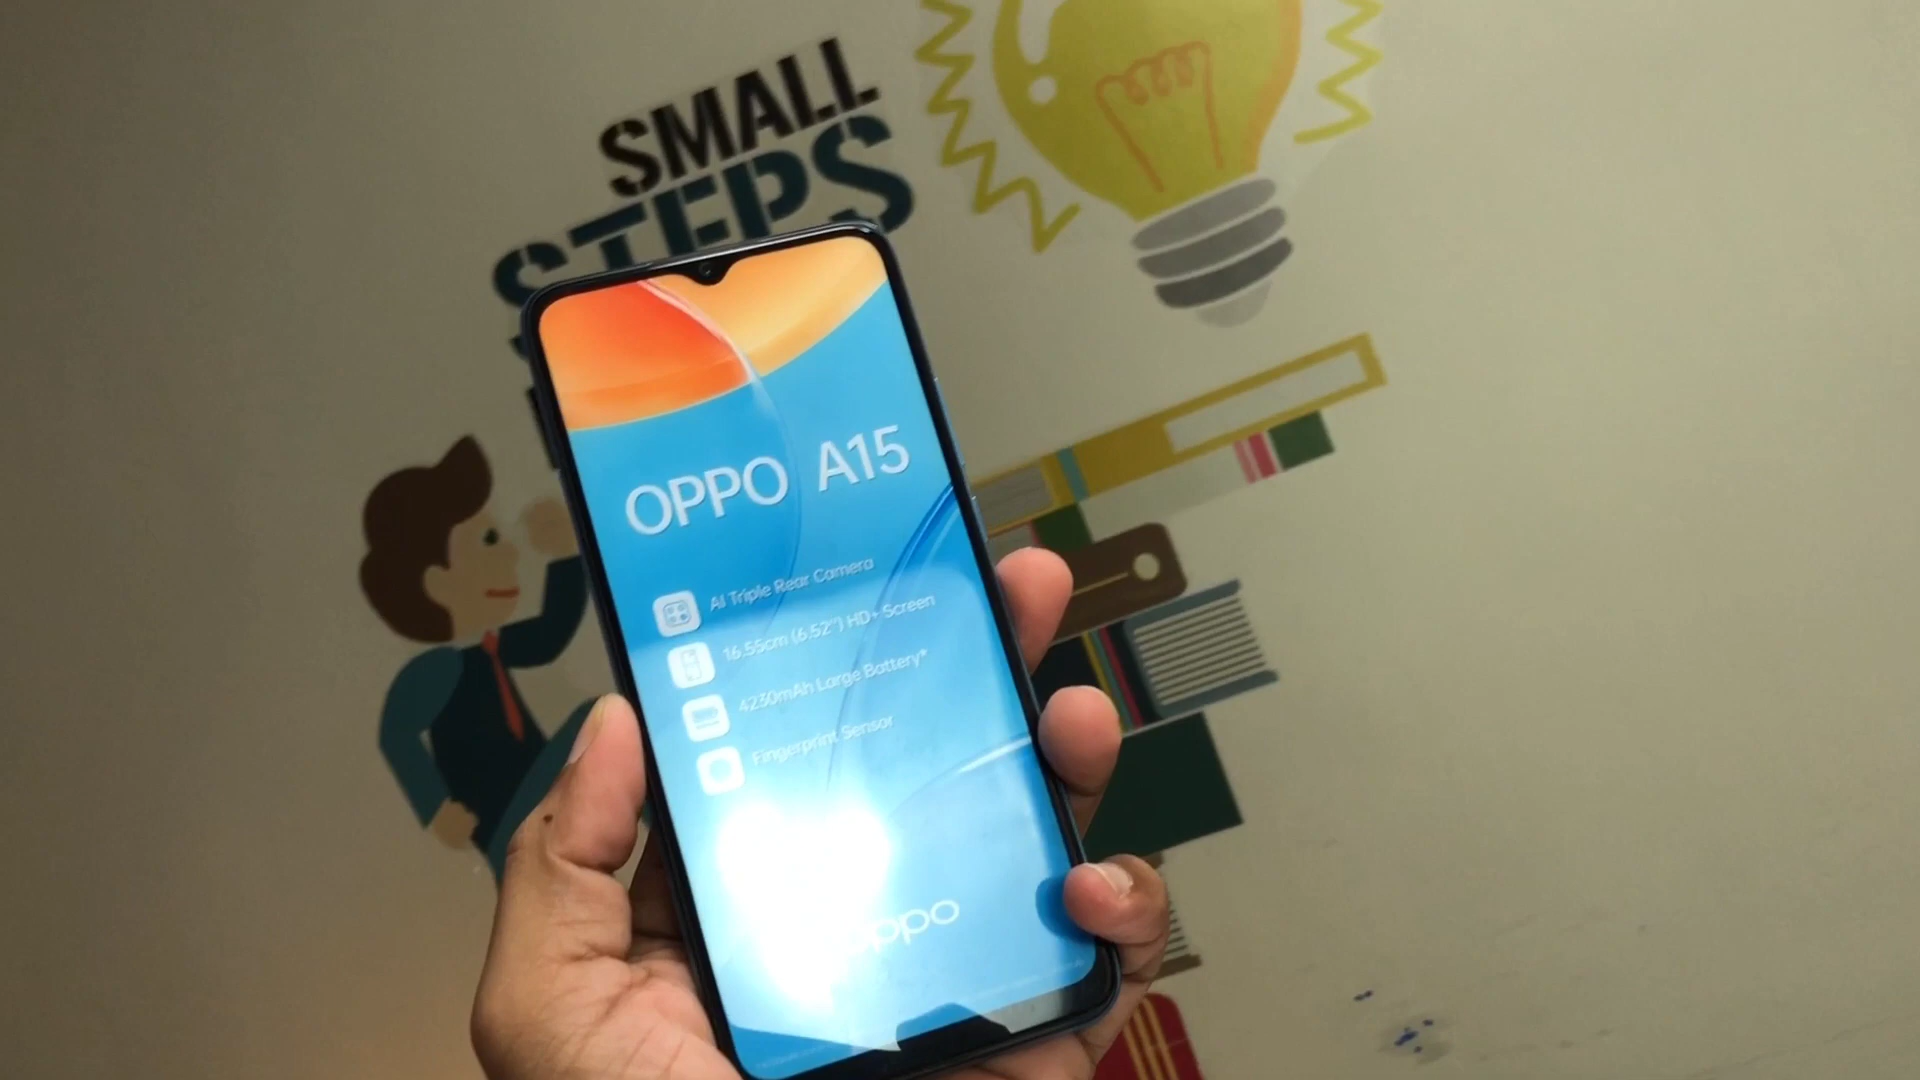 SMALL
STEPS
OPPO A15
AI Triple Rear Camera
16.55cm (6.52") HD+ Screen
4230mAh Large Battery*
Fingerprint Sensor
oppo